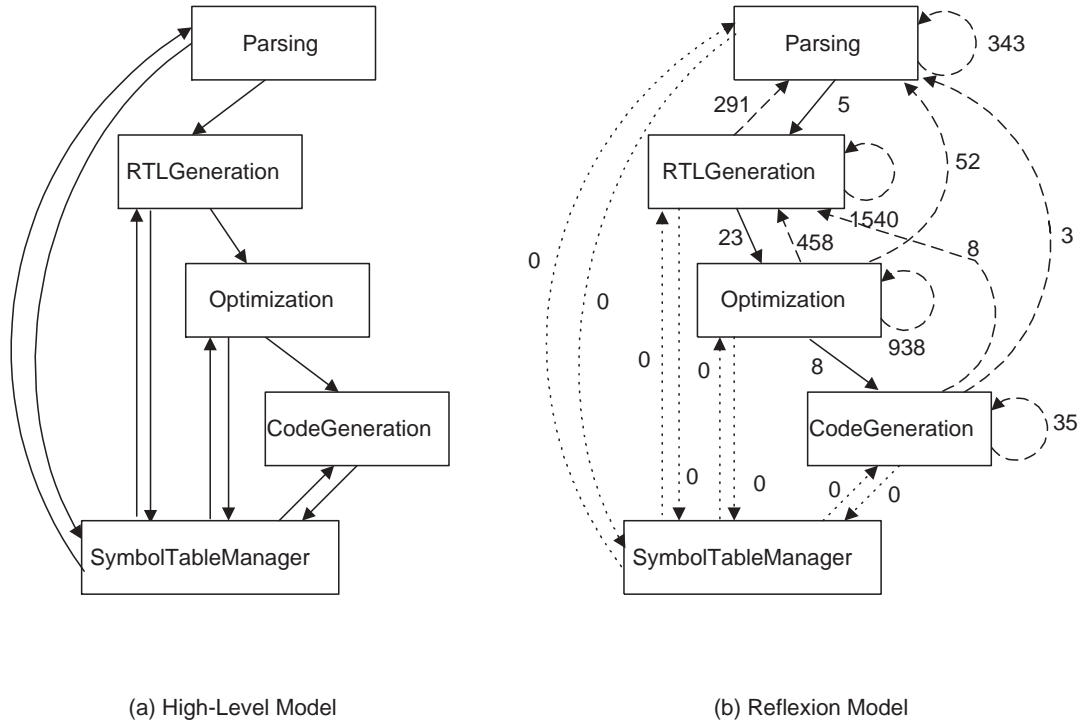 Parsing
RTLGeneration
Optimization
CodeGeneration
SymbolTableManager
(a) High-Level Model
Parsing
343
291
5
RTLGeneration
52
1540
23
458
8
3
0
Optimization
0
938
0
0
8
CodeGeneration
35
0
0
0
0
SymbolTableManager
(b) Reflexion Model